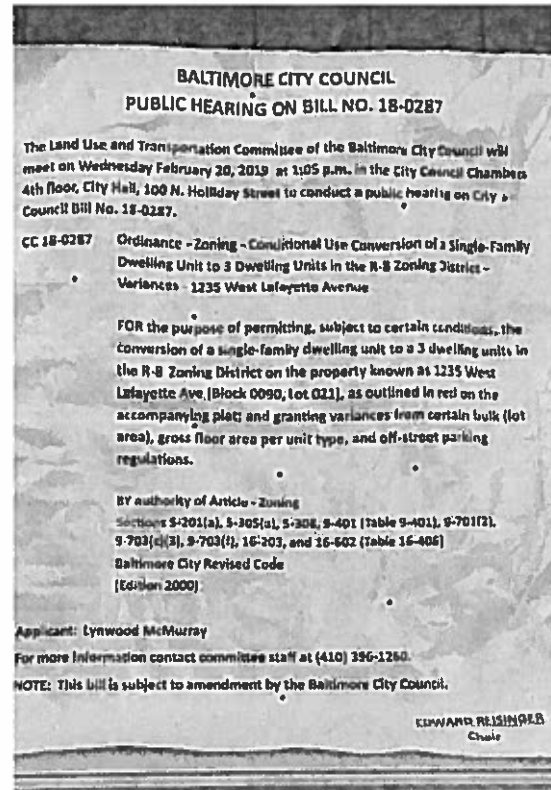 BALTIMORE CITY COUNCIL
PUBLIC HEARING ON BILL NO. 18-0287
The Land Use and Transportation Committee of the Baltimore City Council will
meet on Wednesday February 20, 2019 at 1:05 p.m. in the City Council Chambers
4th floor, City Hall, 100 N. Holliday Street to conduct a public hearing on City
Council Bill No. 18-0287.
CC 18-0287 Ordinance - Zoning - Conditional Use Conversion of a Single-Family
Dwelling Unit to 3 Dwelling Units in the R-8 Zoning District -
Variances - 1235 West Lafayette Avenue
FOR the purpose of permitting, subject to certain conditions, the
conversion of a single-family dwelling unit to a 3 dwelling units in
the R-8 Zoning District on the property known as 1235 West
Lafayette Ave (Block 0090, Lot 021), as outlined in red on the
accompanying plat; and granting variances from certain bulk (lot
area), gross floor area per unit type, and off-street parking
regulations.
BY authority of Article - Zoning
Sections 5-201(a), 5-305(a), 5-308, 9-401 (Table 9-401), 9-701(2),
9-703(c)(3), 9-703(f), 16-203, and 16-602 (Table 16-406)
Baltimore City Revised Code
(Edition 2000)
Applicant: Lynwood McMurray
For more information contact committee staff at (410) 396-1260.
NOTE: This bill is subject to amendment by the Baltimore City Council.
EDWARD REISINGER
Chair